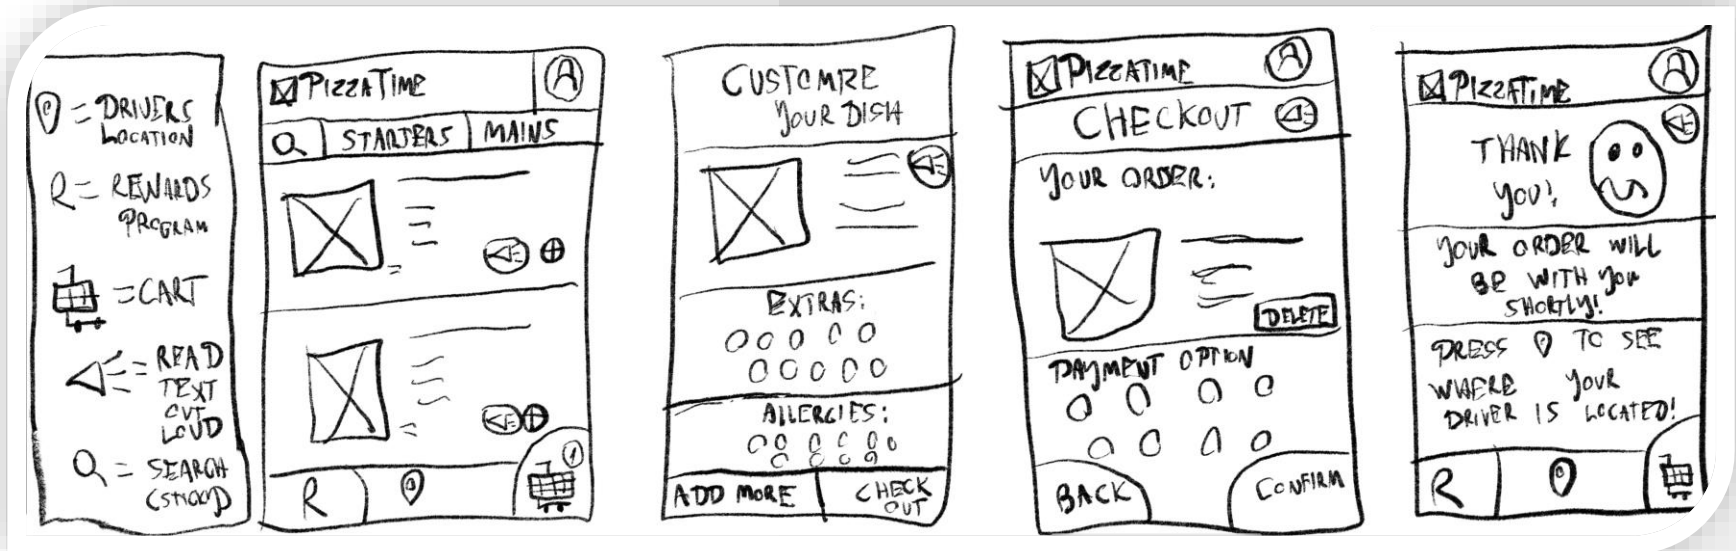 = DRIVERS
LOCATION
R = REWARDS
PROGRAM
= CART
= READ
TEXT
OUT
LOUD
= SEARCH
PIZZATIME
A
STARTERS
MAINS
1
R
CUSTOMIZE
YOUR DISH
EXTRAS:
ALLERGIES:
ADD MORE
CHECK
OUT
PIZZATIME
A
CHECKOUT
YOUR ORDER:
DELETE
PAYMENT OPTION
BACK
CONFIRM
PIZZATIME
A
THANK
YOU!
YOUR ORDER WILL
BE WITH YOU
SHORTLY!
PRESS TO SEE
WHERE YOUR
DRIVER IS LOCATED!
R